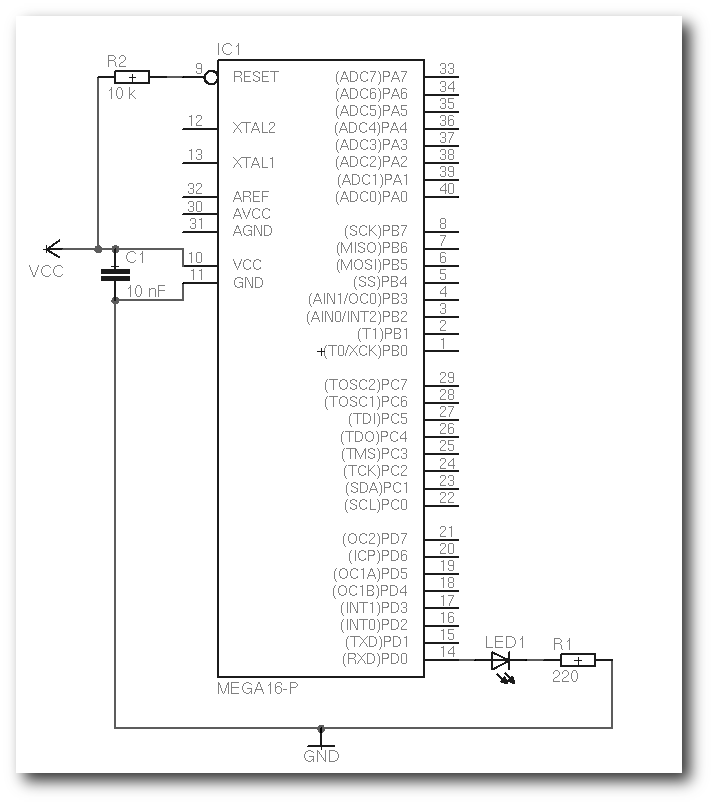 IC1
R2
10 k
9
RESET
12
XTAL2
13
XTAL1
32
AREF
30
AVCC
31
AGND
VCC
C1
10 nF
10
VCC
11
GND
(ADC7)PA7
33
(ADC6)PA6
34
(ADC5)PA5
35
(ADC4)PA4
36
(ADC3)PA3
37
(ADC2)PA2
38
(ADC1)PA1
39
(ADC0)PA0
40
(SCK)PB7
8
(MISO)PB6
7
(MOSI)PB5
6
(SS)PB4
5
(AIN1/OC0)PB3
4
(AIN0/INT2)PB2
3
(T1)PB1
2
(T0/XCK)PB0
1
(TOSC2)PC7
29
(TOSC1)PC6
28
(TDI)PC5
27
(TDO)PC4
26
(TMS)PC3
25
(TCK)PC2
24
(SDA)PC1
23
(SCL)PC0
22
(OC2)PD7
21
(ICP)PD6
20
(OC1A)PD5
19
(OC1B)PD4
18
(INT1)PD3
17
(INT0)PD2
16
(TXD)PD1
15
(RXD)PD0
14
LED1
R1
220
MEGA16-P
GND